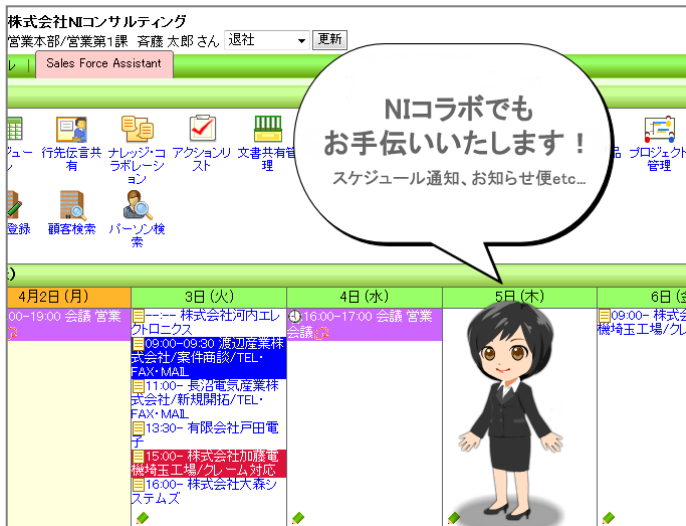 株式会社NIコンサルティング
営業本部/営業第1課 斉藤 太郎 さん 退社 更新
レ | Sales Force Assistant
NIコラボでも
お手伝いいたします！
スケジュール通知、お知らせ便etc...
行先伝言共
有
ナレッジ・コ
ラボレーシ
ョン
アクションリ
スト
文書共有管
理
品
プロジェクト
管理
登録
顧客検索
パーソン検
索
4月2日 (月)
3日 (火)
4日 (水)
5日 (木)
6日 (金
00-19:00 会議 営業
--:-- 株式会社河内エレ
クトロニクス
09:00-09:30 渡辺産業株
式会社/案件商談/TEL・
FAX・MAIL
11:00- 長沼電気産業株
式会社/新規開拓/TEL・
FAX・MAIL
13:30- 有限会社戸田電
子
15:00- 株式会社加藤電
機埼玉工場/クレーム対応
16:00- 株式会社大森シ
ステムズ
16:00-17:00 会議 営業
会議
09:00- 株式会
機埼玉工場/クレ